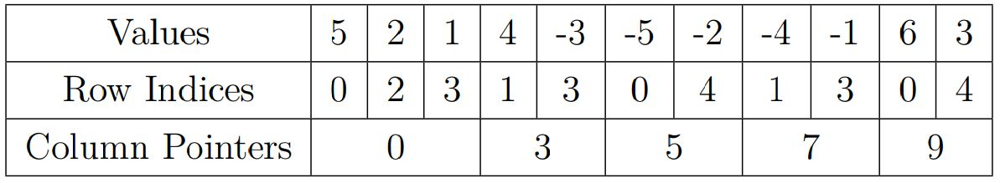 Values 5 2 1 4 -3 -5 -2 -4 -1 6 3
Row Indices 0 2 3 1 3 0 4 1 3 0 4
Column Pointers 0 3 5 7 9